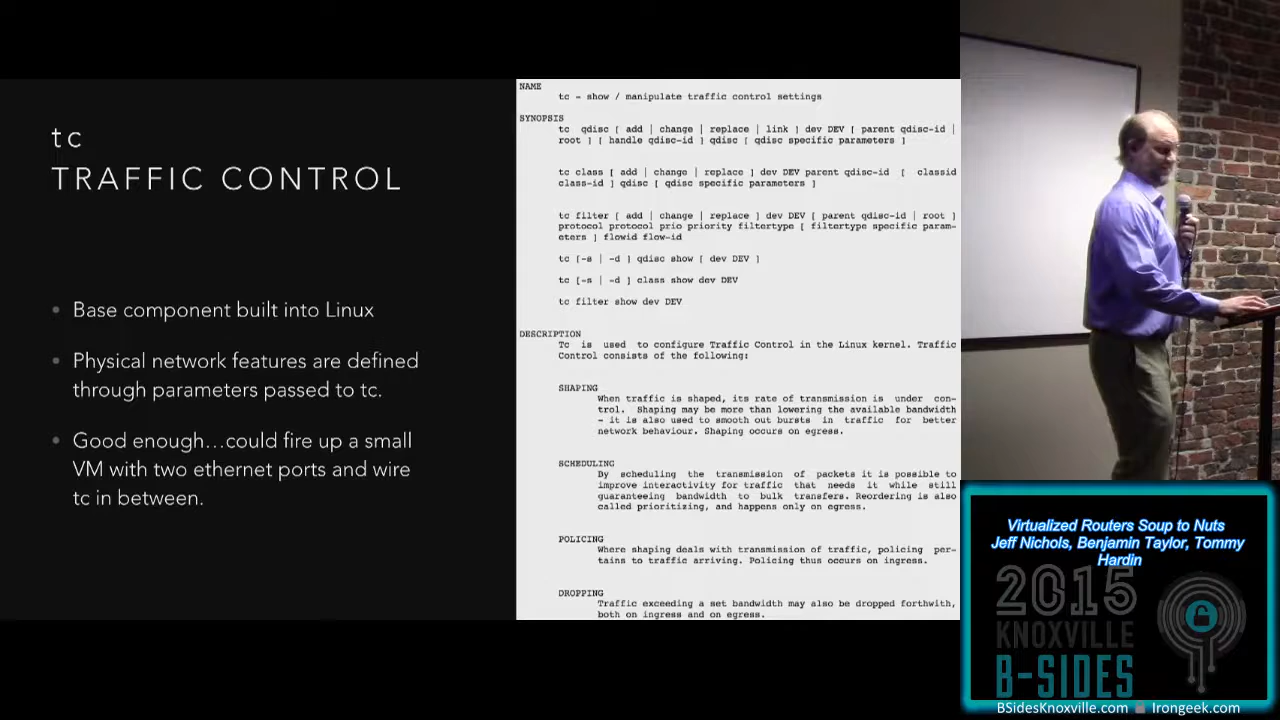 tc
TRAFFIC CONTROL
• Base component built into Linux
• Physical network features are defined
through parameters passed to tc.
• Good enough...could fire up a small
VM with two ethernet ports and wire
tc in between.
NAME
tc - show / manipulate traffic control settings
SYNOPSIS
tc qdisc [ add | change | replace | link ] dev DEV [ parent qdisc-id |
root ] [ handle qdisc-id ] qdisc [ qdisc specific parameters ]
tc class [ add | change | replace ] dev DEV parent qdisc-id [ classid
class-id ] qdisc [ qdisc specific parameters ]
tc filter [ add | change | replace ] dev DEV [ parent qdisc-id | root ]
protocol protocol prio priority filtertype [ filtertype specific param-
eters ] flowid flow-id
tc [-s | -d ] qdisc show [ dev DEV ]
tc [-s | -d ] class show dev DEV
tc filter show dev DEV
DESCRIPTION
Tc is used to configure Traffic Control in the Linux kernel. Traffic
Control consists of the following:
SHAPING
When traffic is shaped, its rate of transmission is under con-
trol. Shaping may be more than lowering the available bandwidth
- it is also used to smooth out bursts in traffic for better
network behaviour. Shaping occurs on egress.
SCHEDULING
By scheduling the transmission of packets it is possible to
improve interactivity for traffic that needs it while still
guaranteeing bandwidth to bulk transfers. Reordering is also
called prioritizing, and happens only on egress.
POLICING
Where shaping deals with transmission of traffic, policing per-
tains to traffic arriving. Policing thus occurs on ingress.
DROPPING
Traffic exceeding a set bandwidth may also be dropped forthwith,
both on ingress and on egress.
Virtualized Routers Soup to Nuts
Jeff Nichols, Benjamin Taylor, Tommy
Hardin
2015
KNOXVILLE
B-SIDES
BSidesKnoxville.com Irongeek.com